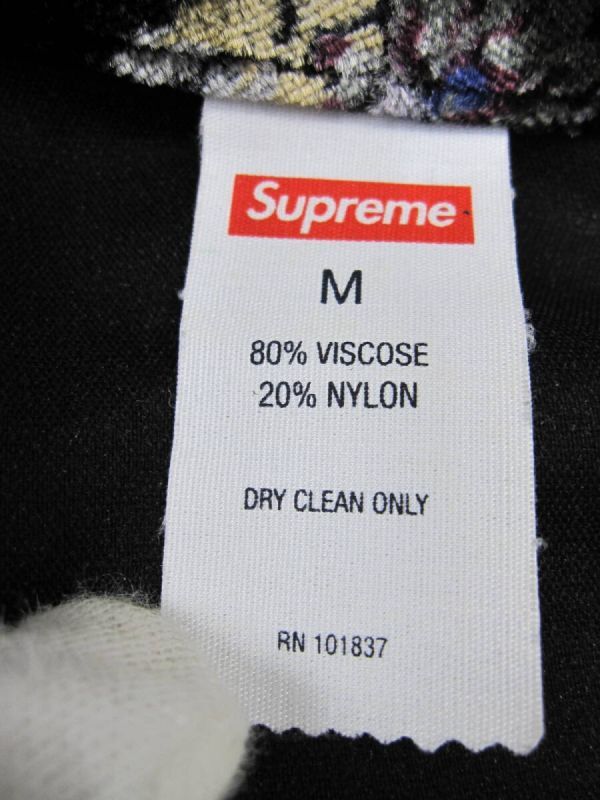 Supreme
M
80% VISCOSE
20% NYLON
DRY CLEAN ONLY
RN 101837